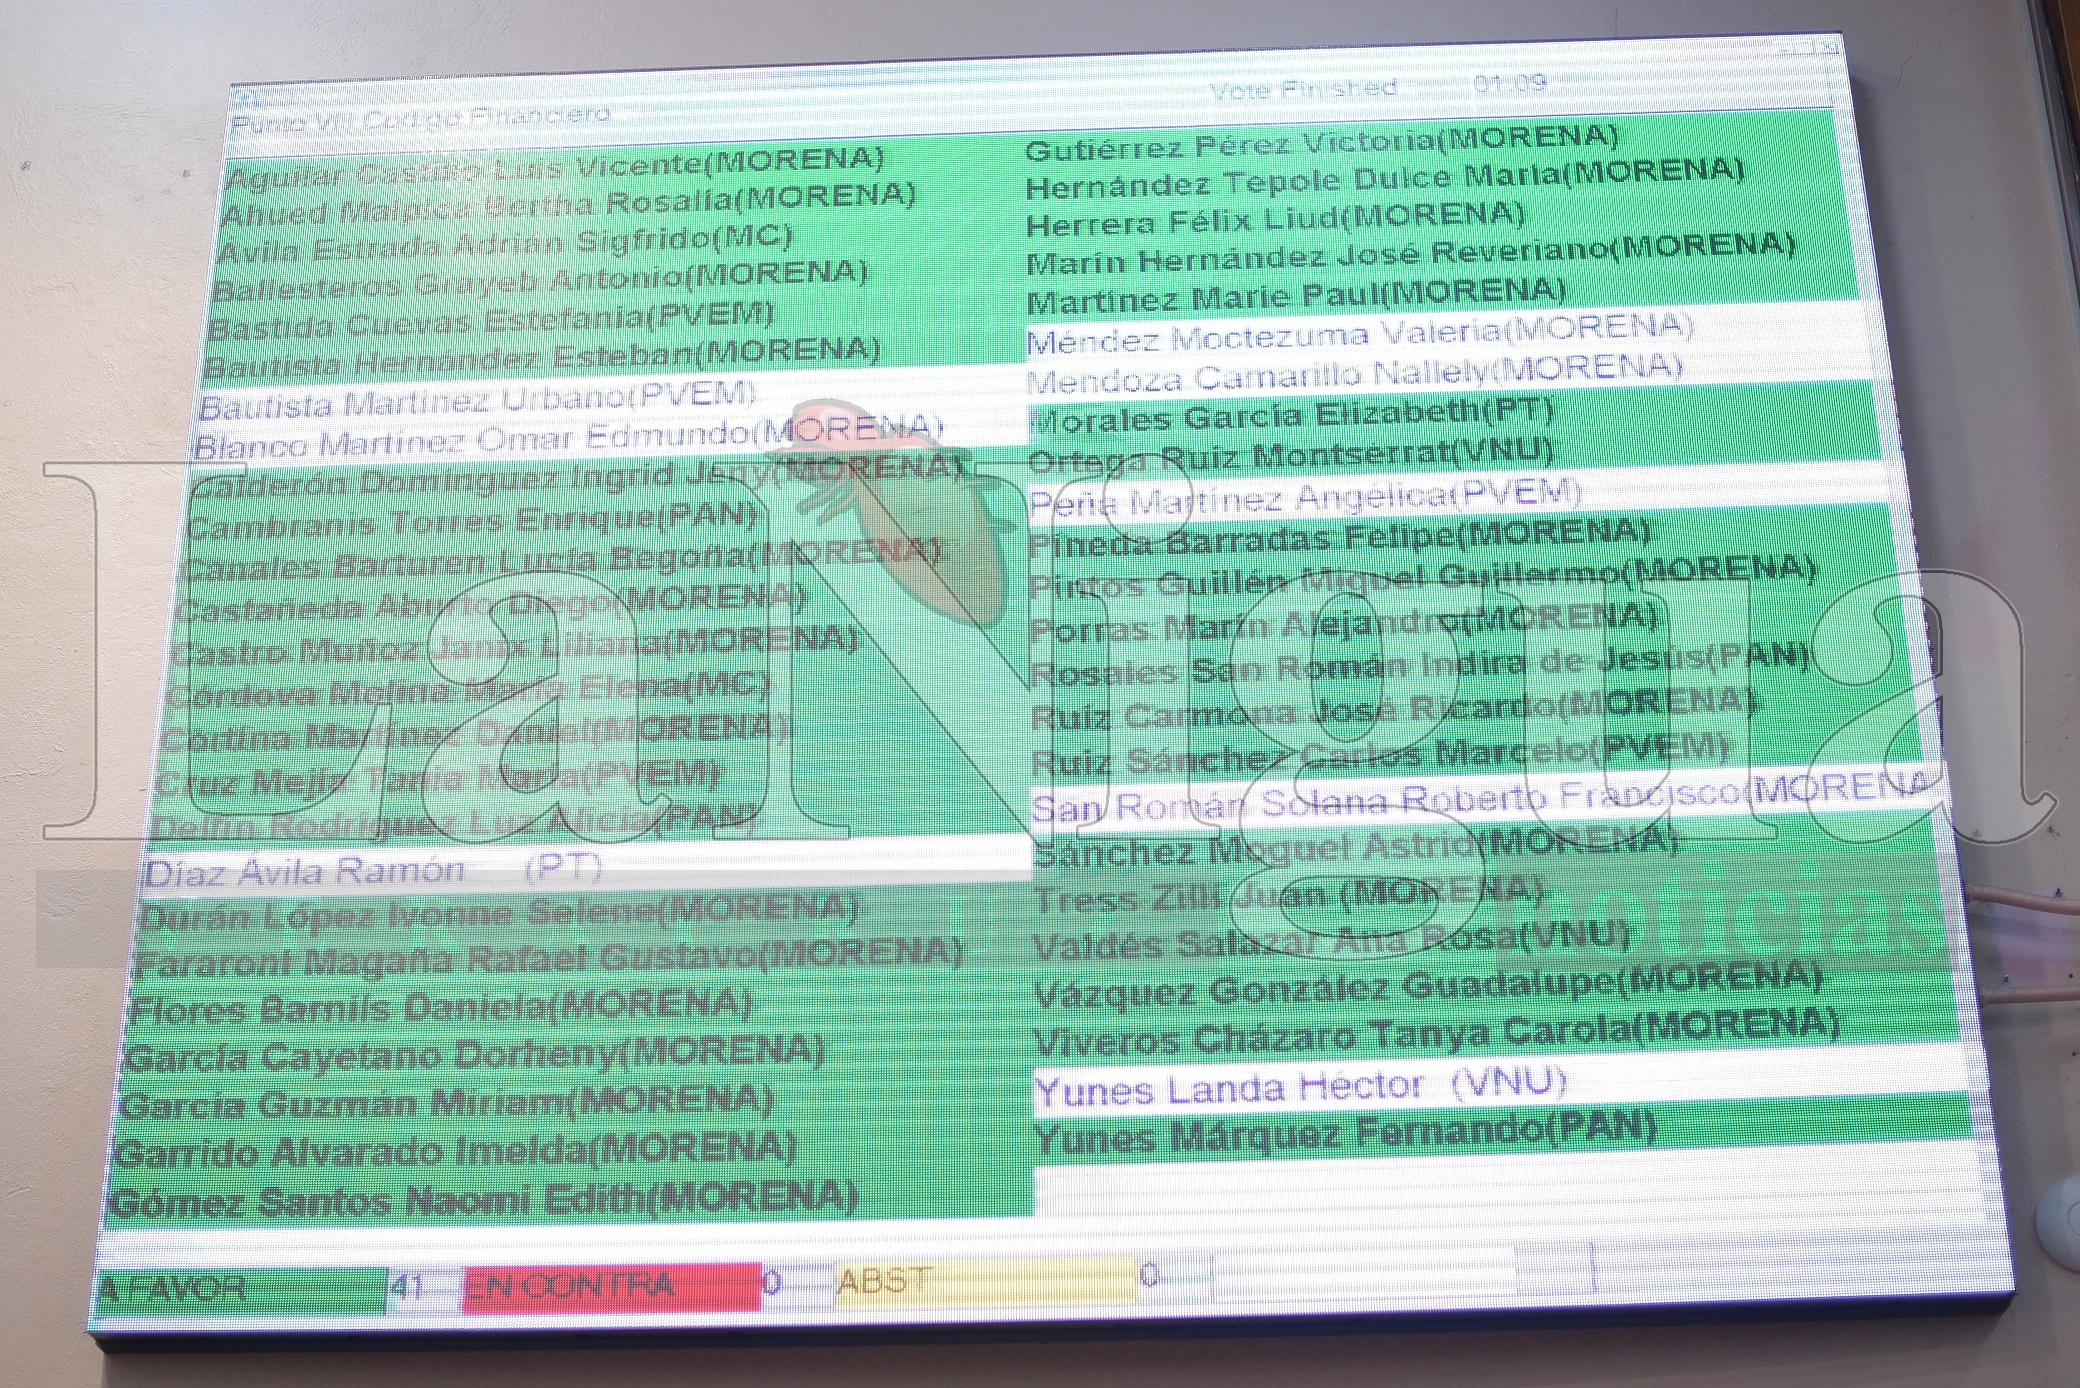 Punto VIII Codigo Financiero
Vote Finished 01:09
Aguilar Castillo Luis Vicente(MORENA)
Ahued Malpica Bertha Rosalía(MORENA)
Avila Estrada Adrián Sigfrido(MC)
Ballesteros Grayeb Antonio(MORENA)
Bastida Cuevas Estefanía(PVEM)
Bautista Hernández Esteban(MORENA)
Bautista Martínez Urbano(PVEM)
Blanco Martínez Omar Edmundo(MORENA)
Calderón Domínguez Ingrid Jeny(MORENA)
Cambranis Torres Enrique(PAN)
Canales Barturen Lucía Begoña(MORENA)
Castañeda Aburto Diego(MORENA)
Castro Muñoz Janix Liliana(MORENA)
Córdova Molina María Elena(MC)
Cortina Martínez Daniel(MORENA)
Cruz Mejía Tania María(PVEM)
Delfín Rodríguez Luz Alicia(PAN)
Díaz Ávila Ramón (PT)
Durán López Ivonne Selene(MORENA)
Fararoni Magaña Rafael Gustavo(MORENA)
Flores Barnils Daniela(MORENA)
García Cayetano Dorheny(MORENA)
García Guzmán Miriam(MORENA)
Garrido Alvarado Imelda(MORENA)
Gómez Santos Naomi Edith(MORENA)
Gutiérrez Pérez Victoria(MORENA)
Hernández Tepole Dulce María(MORENA)
Herrera Félix Liud(MORENA)
Marín Hernández José Reveriano(MORENA)
Martínez Marie Paul(MORENA)
Méndez Moctezuma Valeria(MORENA)
Mendoza Camarillo Nallely(MORENA)
Morales García Elizabeth(PT)
Ortega Ruiz Montserrat(VNU)
Peña Martínez Angélica(PVEM)
Pineda Barradas Felipe(MORENA)
Pintos Guillén Miguel Guillermo(MORENA)
Porras Marín Alejandro(MORENA)
Rosales San Román Indira de Jesús(PAN)
Ruiz Carmona José Ricardo(MORENA)
Ruiz Sánchez Carlos Marcelo(PVEM)
San Román Solana Roberto Francisco(MORENA
Sánchez Moguel Astrid(MORENA)
Tress Zilli Juan (MORENA)
Valdés Salazar Ana Rosa(VNU)
Vázquez González Guadalupe(MORENA)
Viveros Cházaro Tanya Carola(MORENA)
Yunes Landa Héctor (VNU)
Yunes Márquez Fernando(PAN)
A FAVOR 41 EN CONTRA 0 ABST 0
La Nigua
noticias